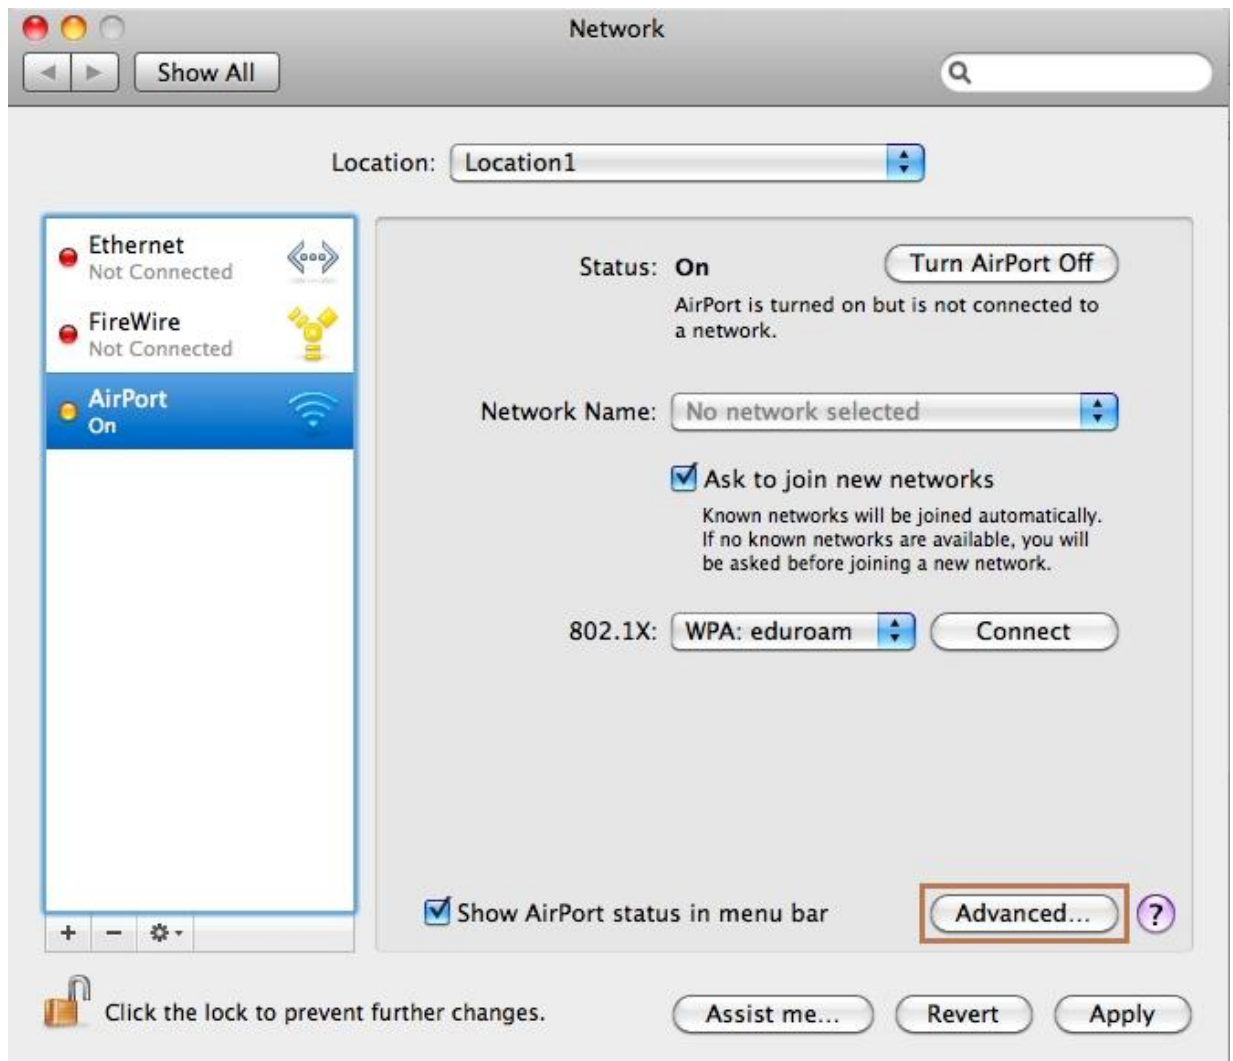 Network
Show All
Location: Location1
Ethernet
Not Connected
FireWire
Not Connected
AirPort
On
Status: On Turn AirPort Off
AirPort is turned on but is not connected to
a network.
Network Name: No network selected
Ask to join new networks
Known networks will be joined automatically.
If no known networks are available, you will
be asked before joining a new network.
802.1X: WPA: eduroam Connect
Show AirPort status in menu bar Advanced... ?
Click the lock to prevent further changes. Assist me... Revert Apply